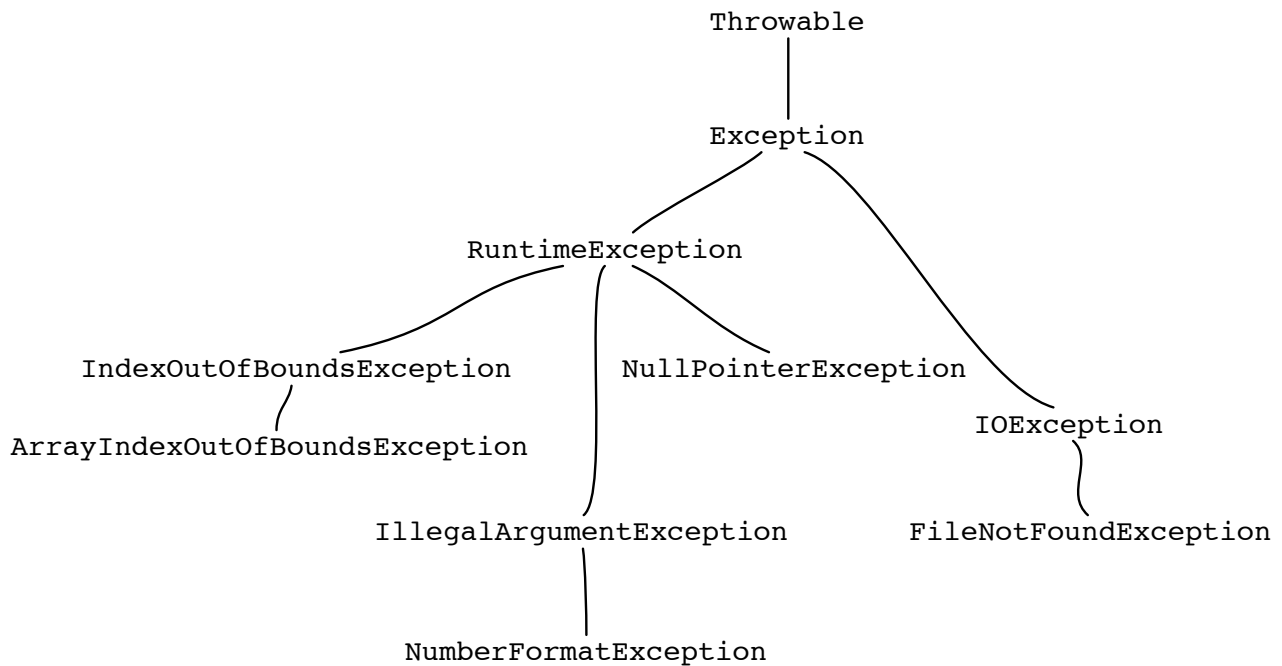 Throwable
Exception
RuntimeException
IndexOutOfBoundsException
NullPointerException
IOException
ArrayIndexOutOfBoundsException
IllegalArgumentException
FileNotFoundException
NumberFormatException